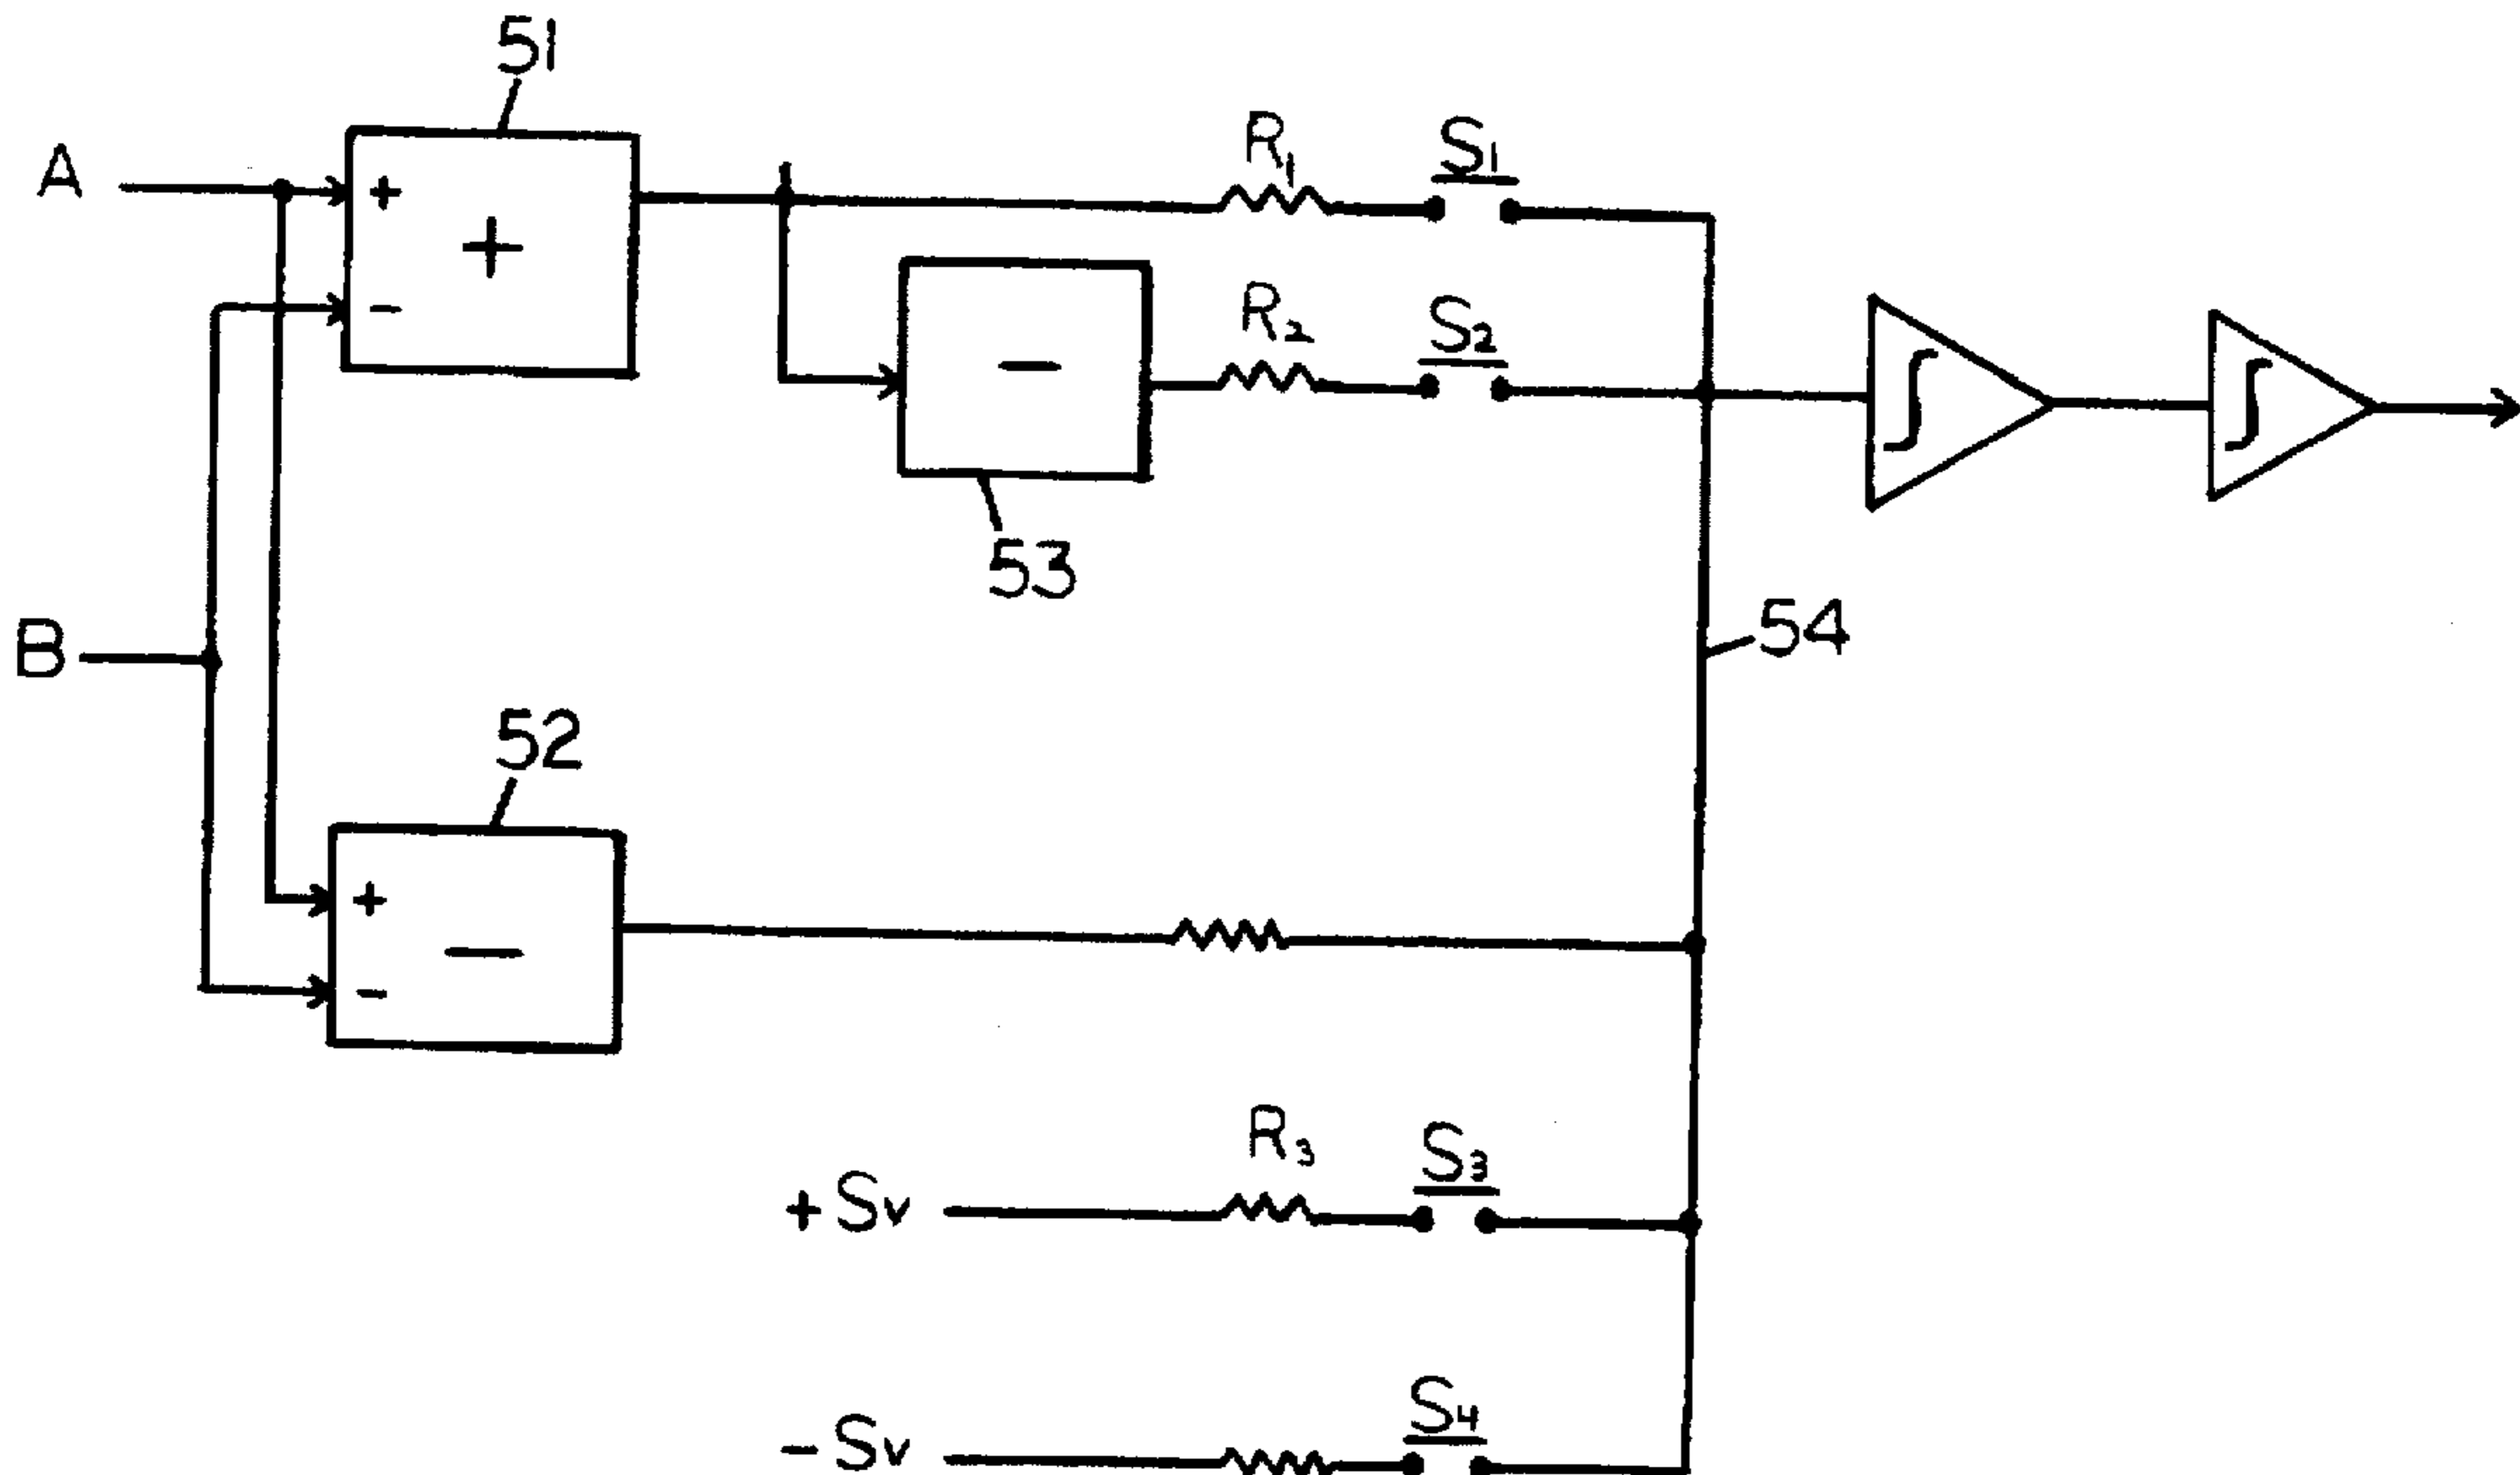 51
A
+
+
-
R1
S1
-
R2
S2
∫
∫
53
54
B
52
+
-
-
R3
S3
+Sv
S4
-Sv